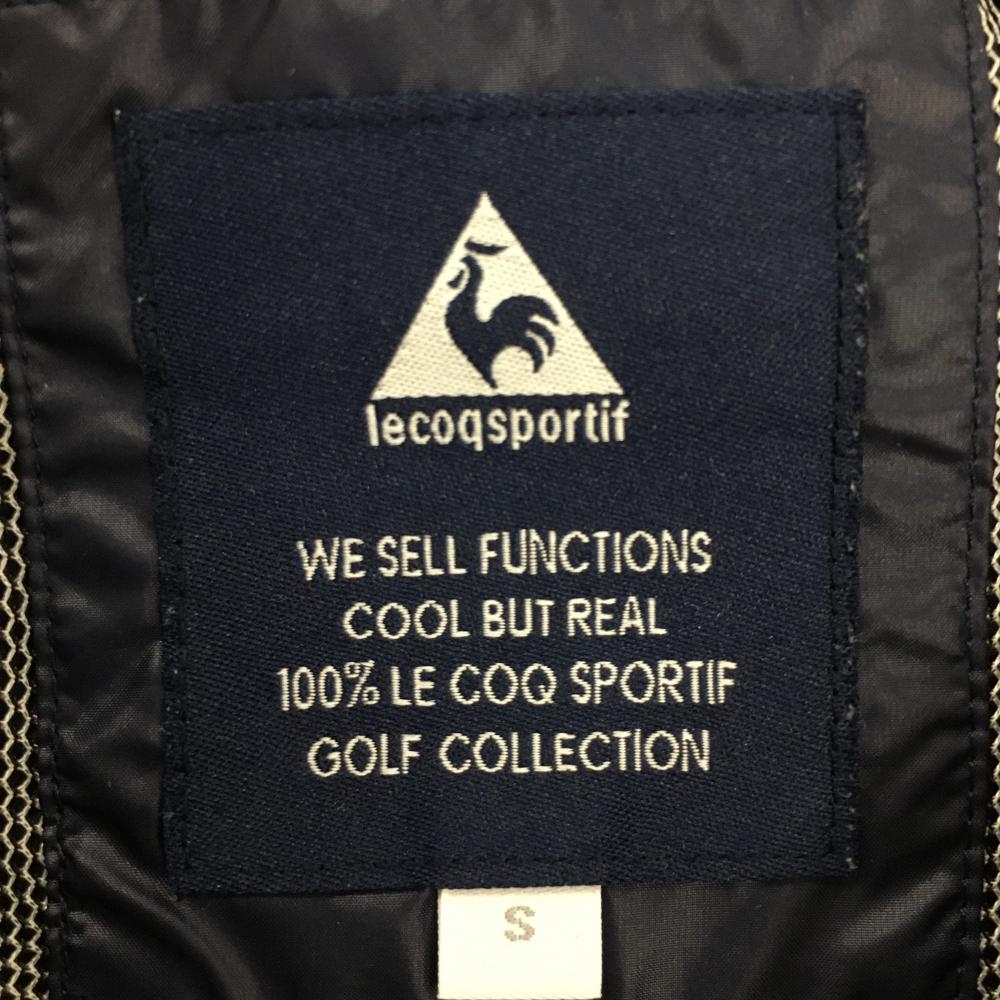 lecoqsportif
WE SELL FUNCTIONS
COOL BUT REAL
100% LE COQ SPORTIF
GOLF COLLECTION
S